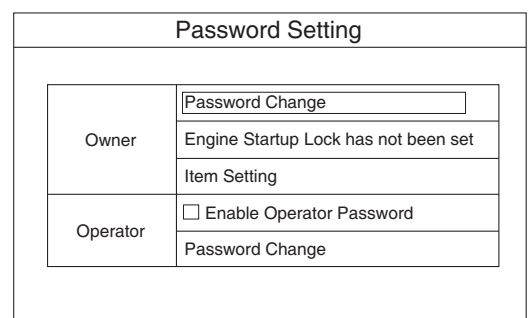 Password Setting
Owner
Password Change
Engine Startup Lock has not been set
Item Setting
Operator
Enable Operator Password
Password Change